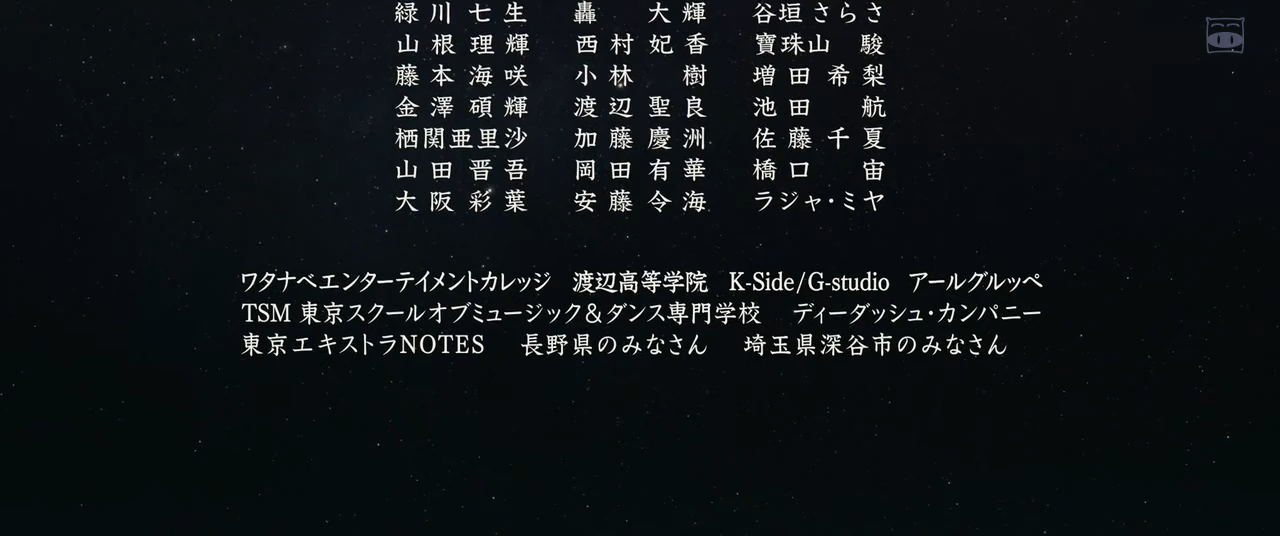 緑川七生 轟大輝 谷垣さらさ
山根理輝 西村妃香 寶珠山駿
藤本海咲 小林樹 増田希梨
金澤碩輝 渡辺聖良 池田航
栖関亜里沙 加藤慶洲 佐藤千夏
山田晋吾 岡田有華 橋口宙
大阪彩葉 安藤令海 ラジャ・ミヤ
ワタナベエンターテイメントカレッジ 渡辺高等学院 K-Side/G-studio アールグルッペ
TSM 東京スクールオブミュージック＆ダンス専門学校 ディーダッシュ・カンパニー
東京エキストラNOTES 長野県のみなさん 埼玉県深谷市のみなさん